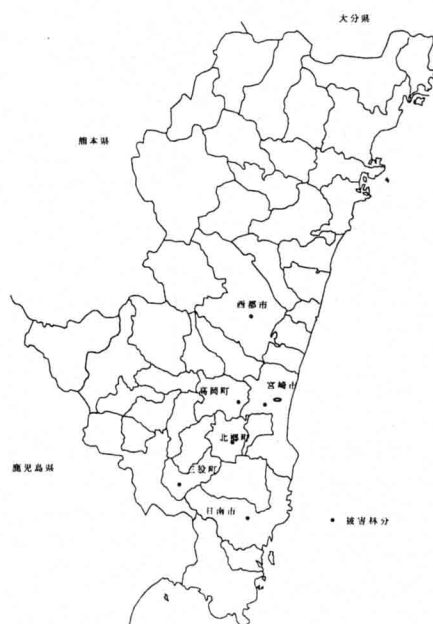 大分県
熊本県
西都市
高岡町
宮崎市
北郷町
鹿児島県
三股町
日南市
• 被害林分